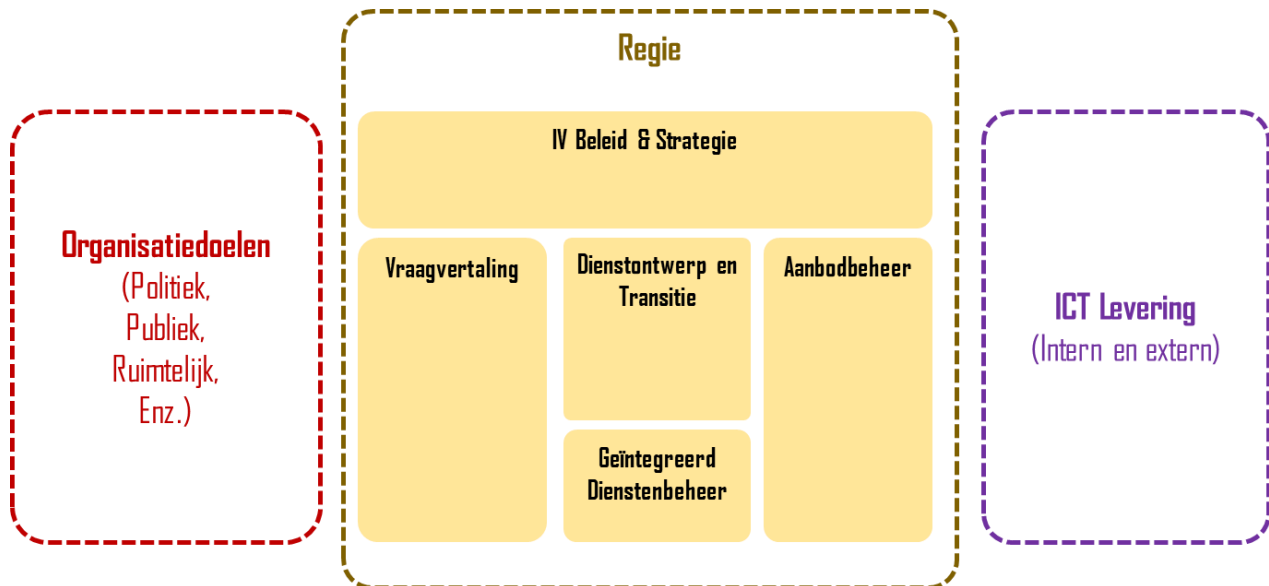 Regie
IV Beleid & Strategie
Organisatiedoelen
(Politiek,
Publiek,
Ruimtelijk,
Enz.)
Vraagvertaling
Dienstontwerp en
Transitie
Geïntegreerd
Dienstenbeheer
Aanbodbeheer
ICT Levering
(Intern en extern)